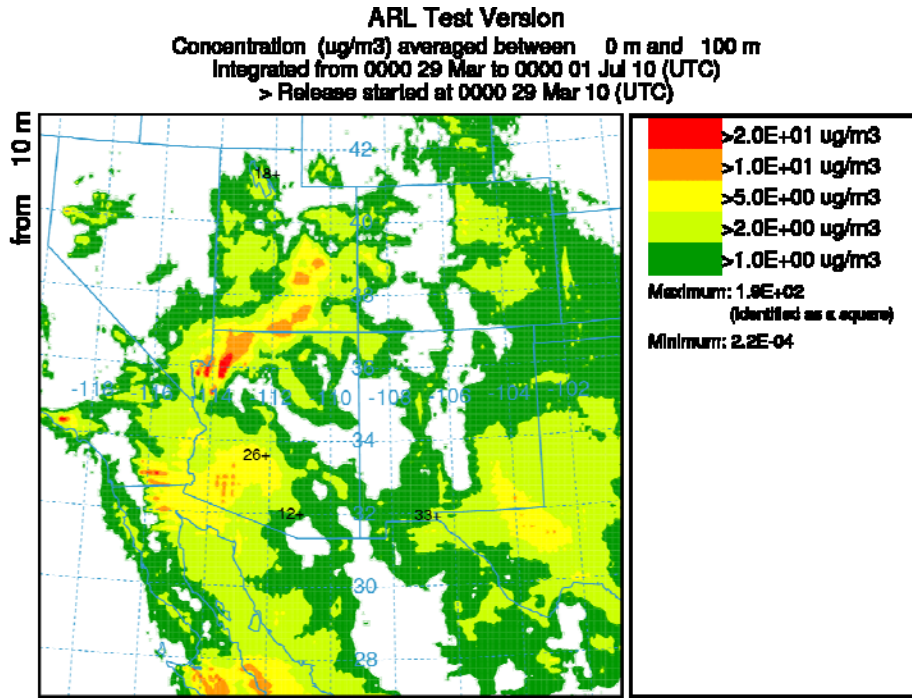 ARL Test Version
Concentration (ug/m3) averaged between 0 m and 100 m
Integrated from 0000 29 Mar to 0000 01 Jul 10 (UTC)
> Release started at 0000 29 Mar 10 (UTC)
from 10 m
>2.0E+01 ug/m3
>1.0E+01 ug/m3
>5.0E+00 ug/m3
>2.0E+00 ug/m3
>1.0E+00 ug/m3
Maximum: 1.9E+02
(identified as a square)
Minimum: 2.2E-04
42
18+
40
38
36
-118 -116 -114 -112 -110 -108 -106 -104 -102
34
26+
12+
32
33+
30
28